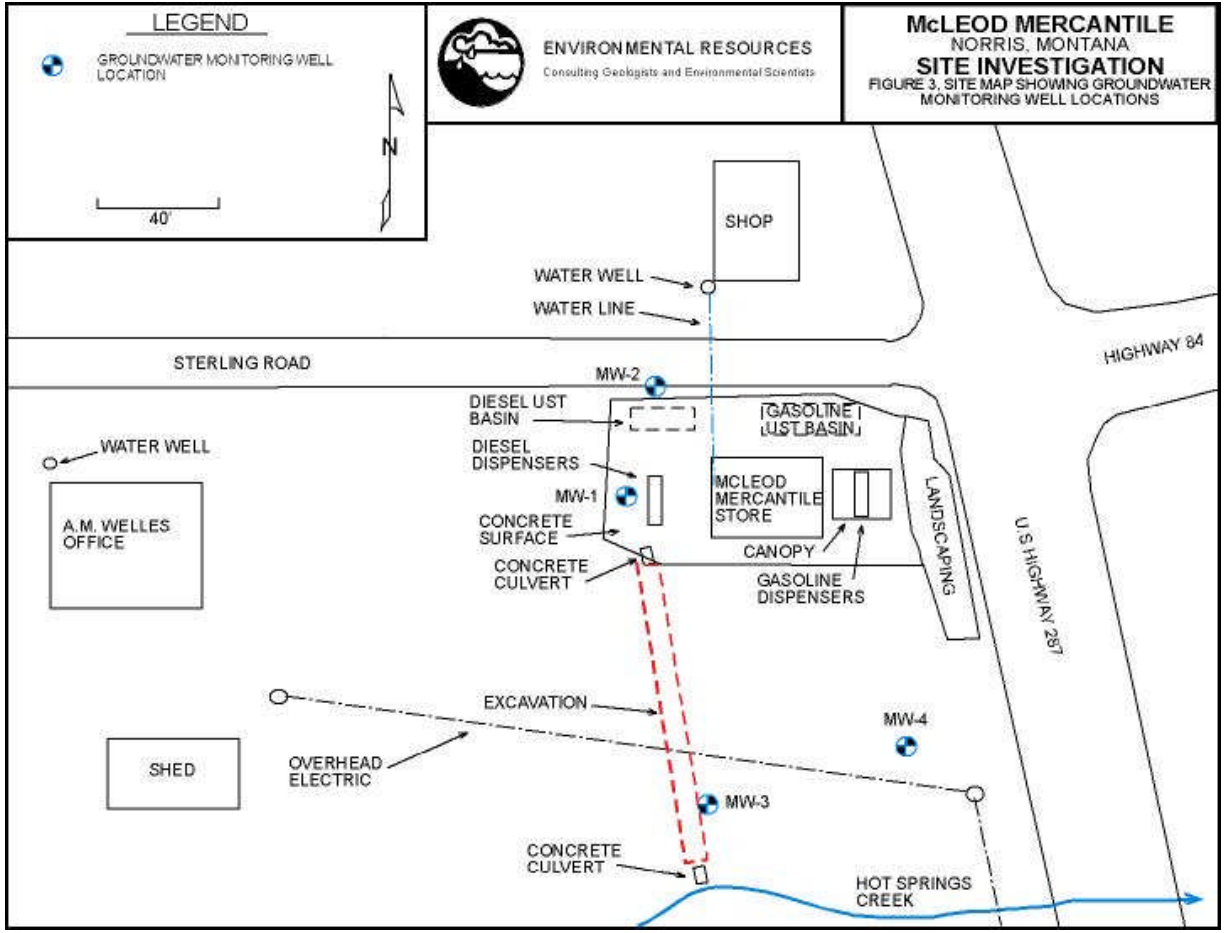 LEGEND
GROUNDWATER MONITORING WELL
LOCATION
N
40'
ENVIRONMENTAL RESOURCES
Consulting Geologists and Environmental Scientists
McLEOD MERCANTILE
NORRIS, MONTANA
SITE INVESTIGATION
FIGURE 3, SITE MAP SHOWING GROUNDWATER
MONITORING WELL LOCATIONS
SHOP
WATER WELL
WATER LINE
STERLING ROAD
HIGHWAY 84
MW-2
DIESEL UST
BASIN
GASOLINE
UST BASIN
WATER WELL
DIESEL
DISPENSERS
MW-1
MCLEOD
MERCANTILE
STORE
LANDSCAPING
A.M. WELLES
OFFICE
CONCRETE
SURFACE
CANOPY
CONCRETE
CULVERT
GASOLINE
DISPENSERS
U.S HIGHWAY 287
EXCAVATION
MW-4
SHED
OVERHEAD
ELECTRIC
MW-3
CONCRETE
CULVERT
HOT SPRINGS
CREEK